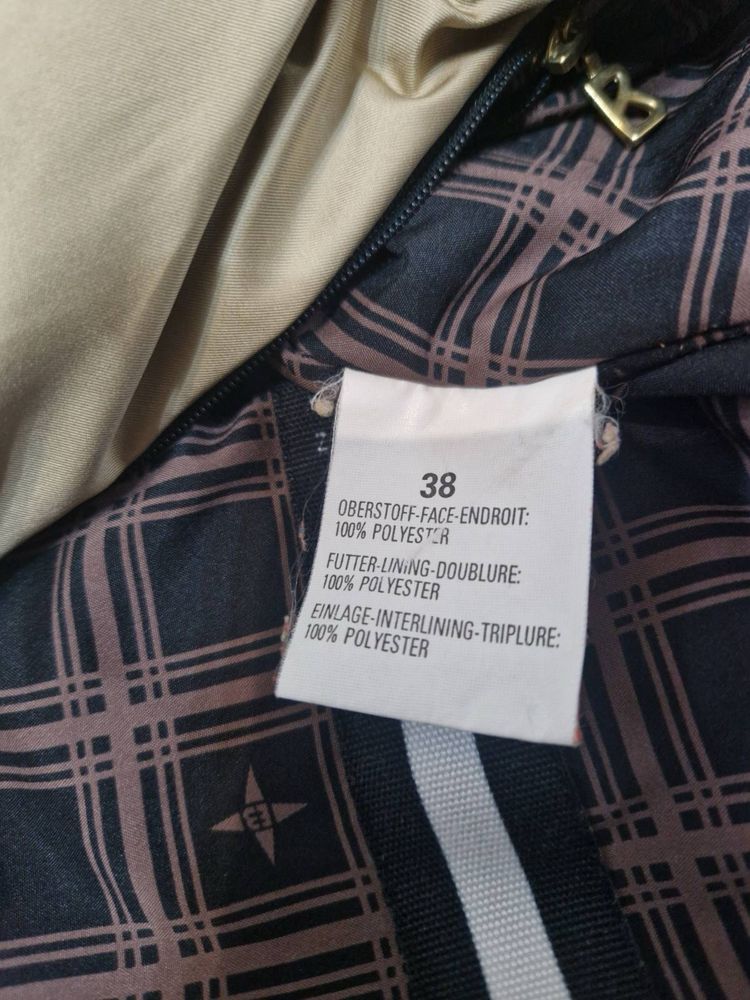 B
38
OBERSTOFF-FACE-ENDROIT:
100% POLYESTER
FUTTER-LINING-DOUBLURE:
100% POLYESTER
EINLAGE-INTERLINING-TRIPLURE:
100% POLYESTER